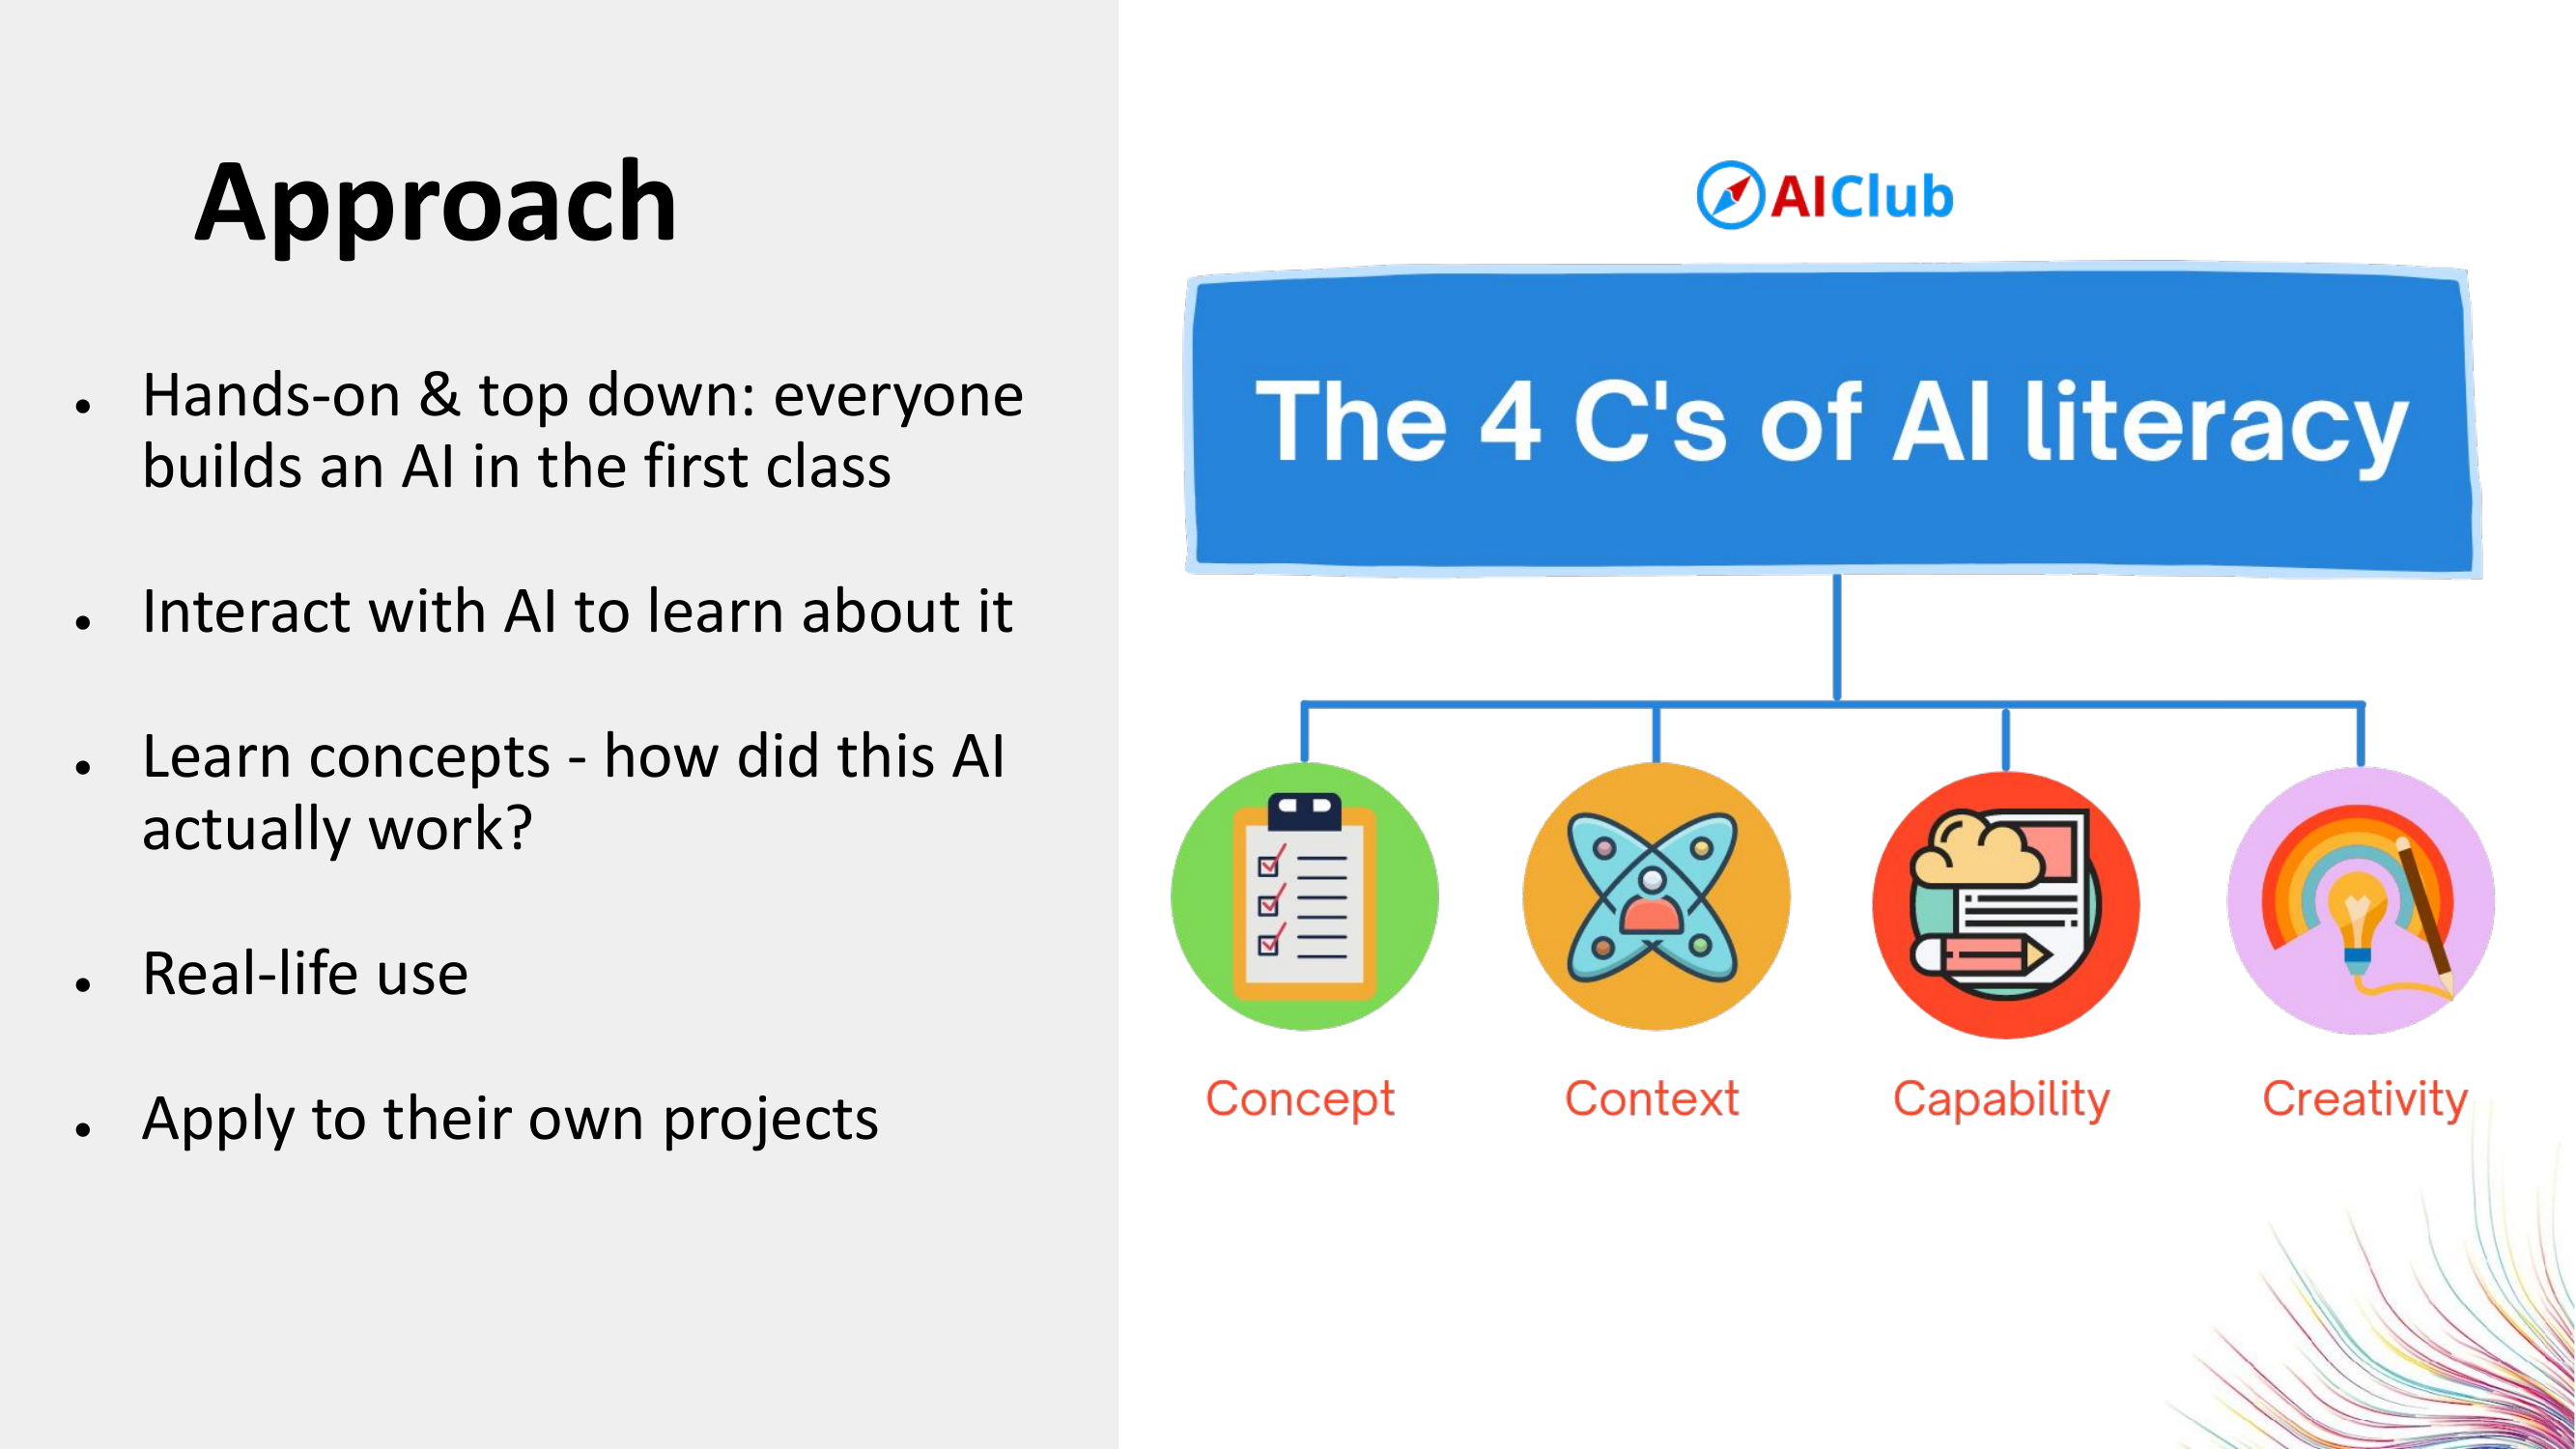 Approach
● Hands-on & top down: everyone
builds an AI in the first class
● Interact with AI to learn about it
● Learn concepts - how did this AI
actually work?
● Real-life use
● Apply to their own projects
AIClub
The 4 C's of AI literacy
Concept
Context
Capability
Creativity